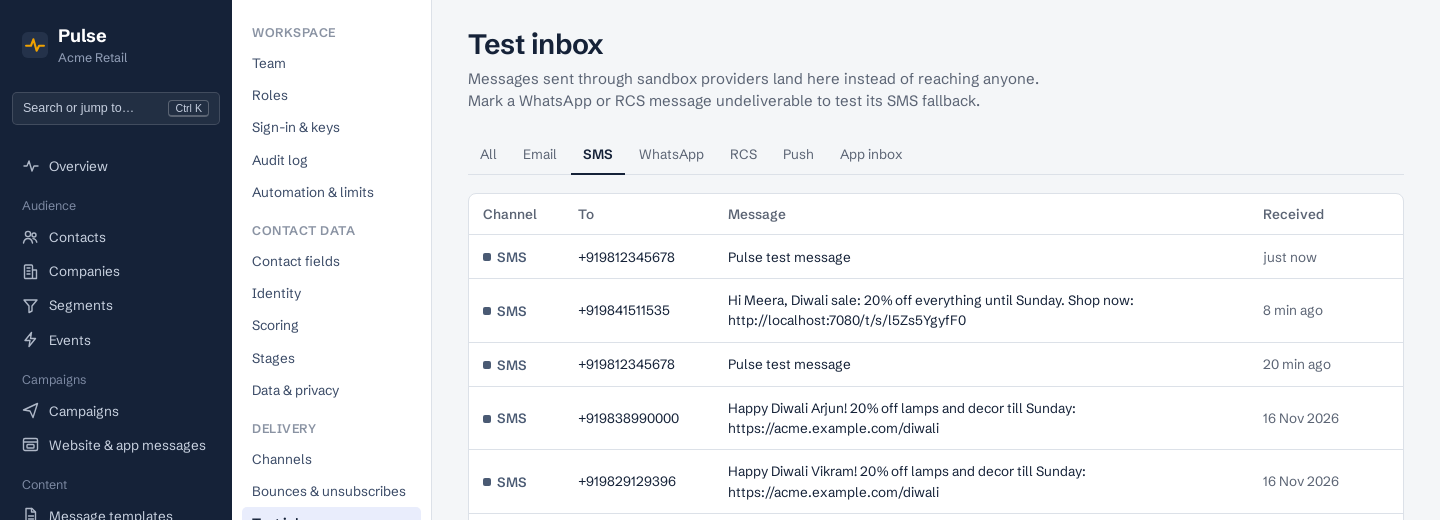 Pulse
Acme Retail
Search or jump to...
Ctrl K
Overview
Audience
Contacts
Companies
Segments
Events
Campaigns
Campaigns
Website & app messages
Content
Message templates
WORKSPACE
Team
Roles
Sign-in & keys
Audit log
Automation & limits
CONTACT DATA
Contact fields
Identity
Scoring
Stages
Data & privacy
DELIVERY
Channels
Bounces & unsubscribes
Test inbox
Messages sent through sandbox providers land here instead of reaching anyone.
Mark a WhatsApp or RCS message undeliverable to test its SMS fallback.
All Email SMS WhatsApp RCS Push App inbox
Channel To Message Received
SMS +919812345678 Pulse test message just now
SMS +919841511535 Hi Meera, Diwali sale: 20% off everything until Sunday. Shop now: 8 min ago
http://localhost:7080/t/s/l5Zs5YgyfF0
SMS +919812345678 Pulse test message 20 min ago
SMS +919838990000 Happy Diwali Arjun! 20% off lamps and decor till Sunday: 16 Nov 2026
https://acme.example.com/diwali
SMS +919829129396 Happy Diwali Vikram! 20% off lamps and decor till Sunday: 16 Nov 2026
https://acme.example.com/diwali